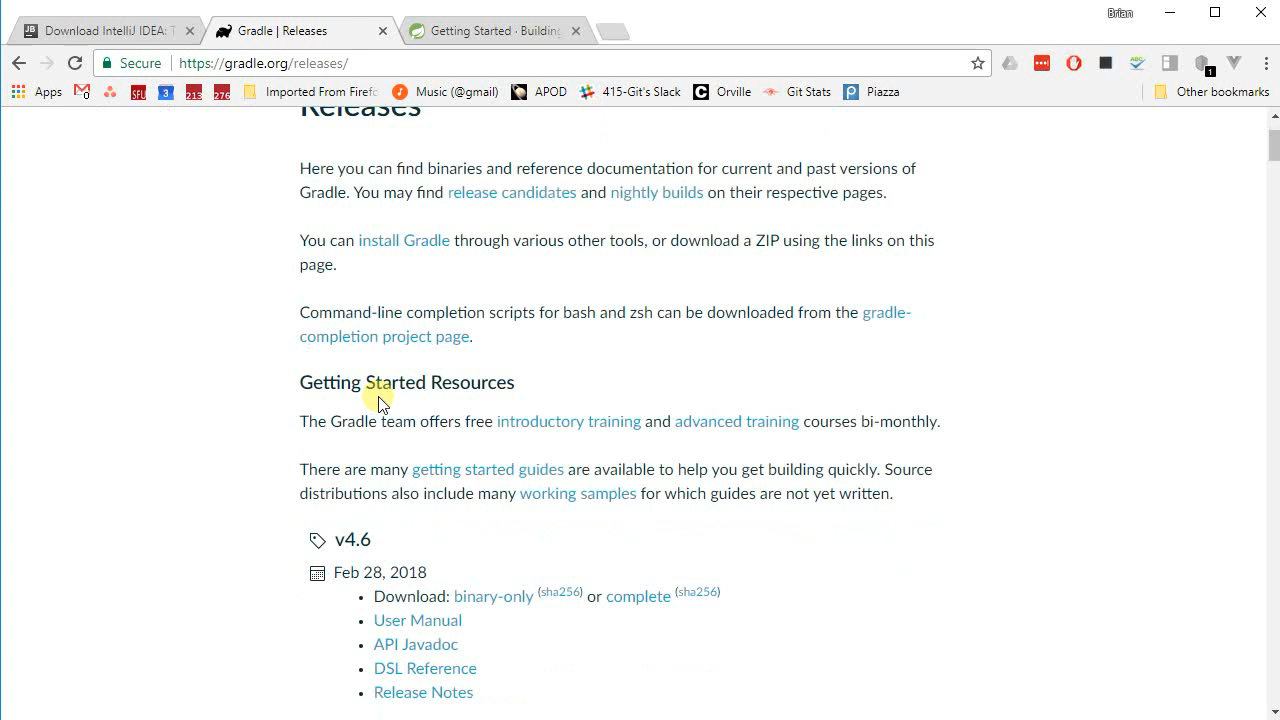 Brian
Download IntelliJ IDEA: T
Gradle | Releases
Getting Started · Building
Secure
https://gradle.org/releases/
Apps
SFU
3
213
276
Imported From Firefo
Music (@gmail)
APOD
415-Git's Slack
Orville
Git Stats
Piazza
Other bookmarks
ABC
1
Releases
Here you can find binaries and reference documentation for current and past versions of
Gradle. You may find release candidates and nightly builds on their respective pages.
You can install Gradle through various other tools, or download a ZIP using the links on this
page.
Command-line completion scripts for bash and zsh can be downloaded from the gradle-
completion project page.
Getting Started Resources
The Gradle team offers free introductory training and advanced training courses bi-monthly.
There are many getting started guides are available to help you get building quickly. Source
distributions also include many working samples for which guides are not yet written.
v4.6
Feb 28, 2018
• Download: binary-only (sha256) or complete (sha256)
• User Manual
• API Javadoc
• DSL Reference
• Release Notes